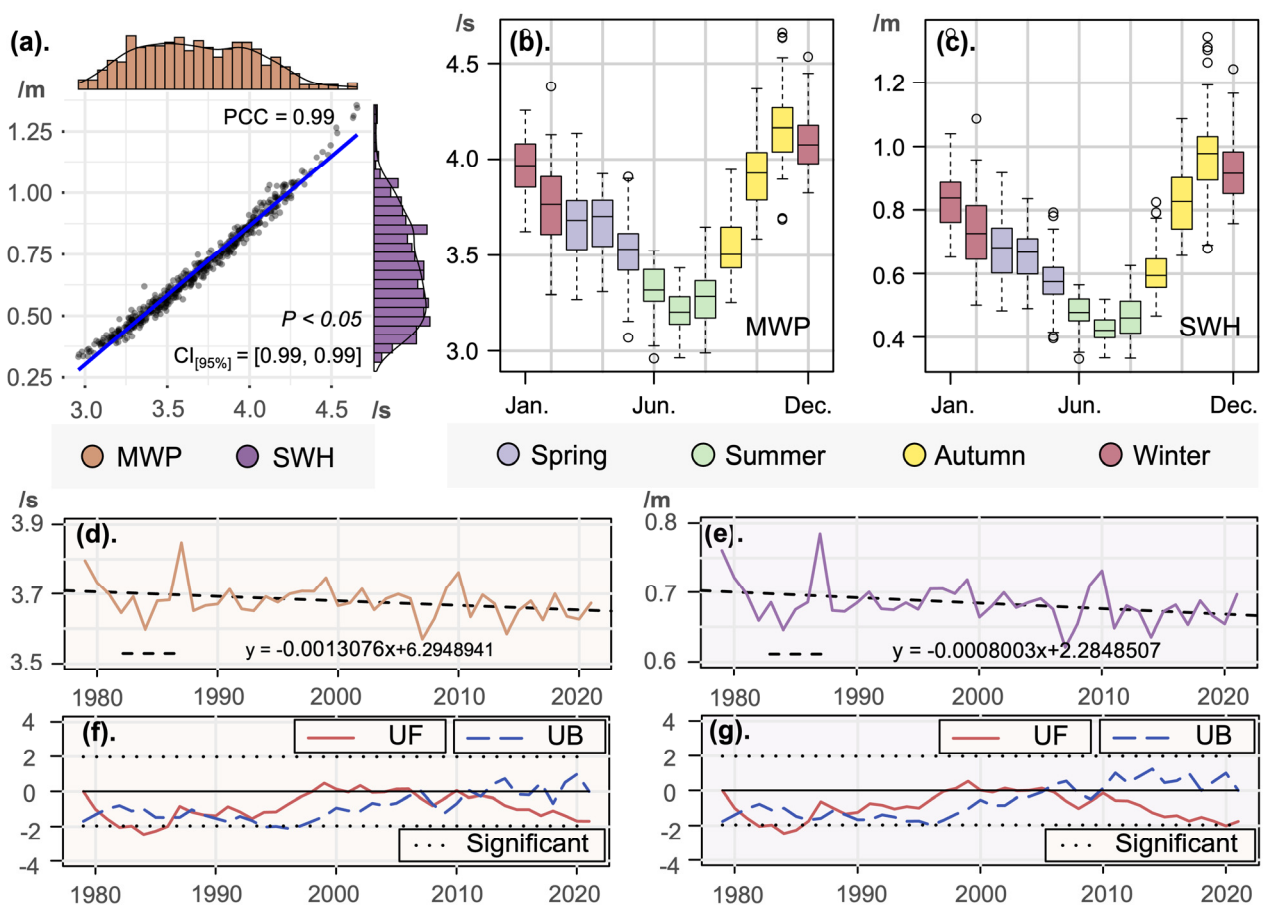 (a).
/m
PCC = 0.99
1.25
1.00
0.75
0.50
0.25
P < 0.05
CI[95%] = [0.99, 0.99]
3.0 3.5 4.0 4.5 /s
/s
(b).
4.5
4.0
3.5
3.0
MWP
Jan. Jun. Dec.
/m
(c).
1.2
1.0
0.8
0.6
0.4
SWH
Jan. Jun. Dec.
MWP SWH
Spring Summer Autumn Winter
/s
(d).
3.9
3.7
3.5
y = -0.0013076x+6.2948941
1980 1990 2000 2010 2020
/m
(e).
0.8
0.7
0.6
y = -0.0008003x+2.2848507
1980 1990 2000 2010 2020
(f).
UF UB
4
2
0
-2
-4
Significant
1980 1990 2000 2010 2020
(g).
UF UB
4
2
0
-2
-4
Significant
1980 1990 2000 2010 2020